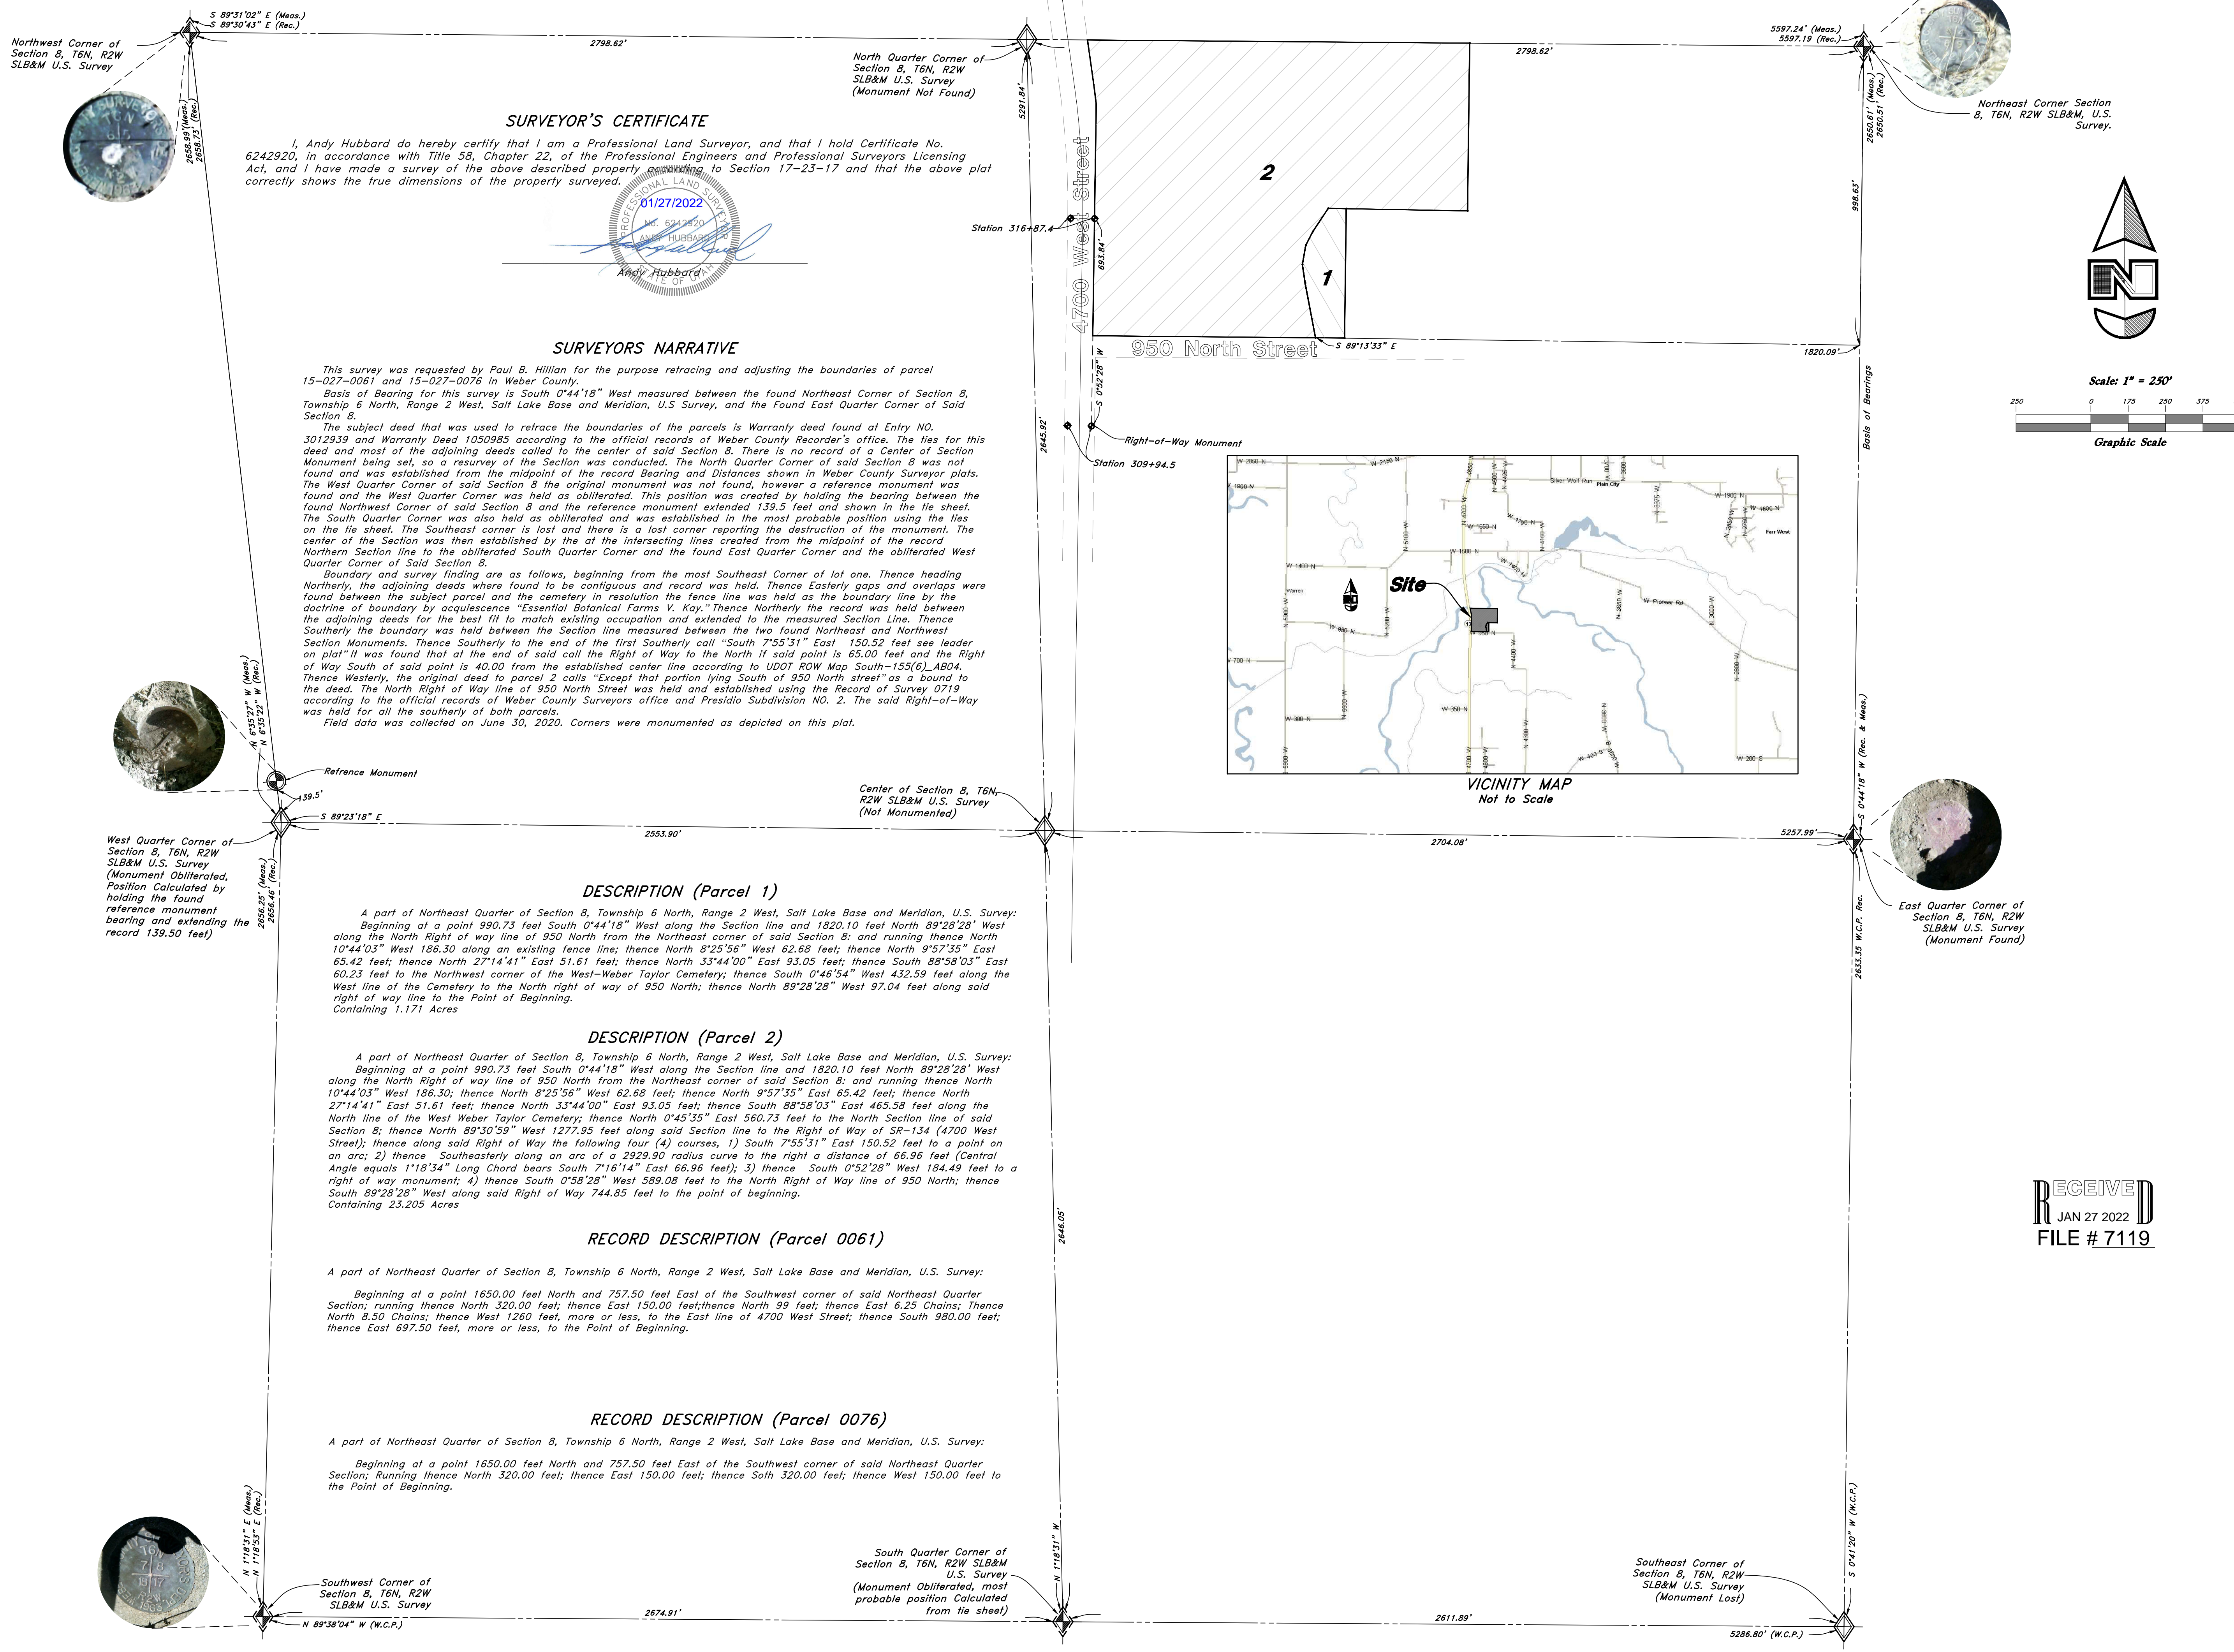 S 89°31'02" E (Meas.)
S 89°30'43" E (Rec.)
Northwest Corner of
Section 8, T6N, R2W
SLB&M U.S. Survey
2798.62'
North Quarter Corner of
Section 8, T6N, R2W
SLB&M U.S. Survey
(Monument Not Found)
2798.62'
5597.24' (Meas.)
5597.19 (Rec.)
Northeast Corner Section
8, T6N, R2W SLB&M, U.S.
Survey.
2658.99'(Meas.)
2658.73' (Rec.)
5291.84'
2650.61' (Meas.)
2650.51' (Rec.)
998.63'
SURVEYOR'S CERTIFICATE
I, Andy Hubbard do hereby certify that I am a Professional Land Surveyor, and that I hold Certificate No.
6242920, in accordance with Title 58, Chapter 22, of the Professional Engineers and Professional Surveyors Licensing
Act, and I have made a survey of the above described property according to Section 17-23-17 and that the above plat
correctly shows the true dimensions of the property surveyed.
PROFESSIONAL LAND SURVEYOR
01/27/2022
No. 6242920
ANDY HUBBARD
STATE OF UTAH
Andy Hubbard
2
1
Station 316+87.4
693.84'
4700 West Street
950 North Street
S 89°13'33" E
1820.09'
S 0°52'28" W
Right-of-Way Monument
Station 309+94.5
2645.92'
Basis of Bearings
N
Scale: 1" = 250'
250 0 175 250 375
Graphic Scale
SURVEYORS NARRATIVE
This survey was requested by Paul B. Hillian for the purpose retracing and adjusting the boundaries of parcel
15-027-0061 and 15-027-0076 in Weber County.
Basis of Bearing for this survey is South 0°44'18" West measured between the found Northeast Corner of Section 8,
Township 6 North, Range 2 West, Salt Lake Base and Meridian, U.S Survey, and the Found East Quarter Corner of Said
Section 8.
The subject deed that was used to retrace the boundaries of the parcels is Warranty deed found at Entry NO.
3012939 and Warranty Deed 1050985 according to the official records of Weber County Recorder's office. The ties for this
deed and most of the adjoining deeds called to the center of said Section 8. There is no record of a Center of Section
Monument being set, so a resurvey of the Section was conducted. The North Quarter Corner of said Section 8 was not
found and was established from the midpoint of the record Bearing and Distances shown in Weber County Surveyor plats.
The West Quarter Corner of said Section 8 the original monument was not found, however a reference monument was
found and the West Quarter Corner was held as obliterated. This position was created by holding the bearing between the
found Northwest Corner of said Section 8 and the reference monument extended 139.5 feet and shown in the tie sheet.
The South Quarter Corner was also held as obliterated and was established in the most probable position using the ties
on the tie sheet. The Southeast corner is lost and there is a lost corner reporting the destruction of the monument. The
center of the Section was then established by the at the intersecting lines created from the midpoint of the record
Northern Section line to the obliterated South Quarter Corner and the found East Quarter Corner and the obliterated West
Quarter Corner of Said Section 8.
Boundary and survey finding are as follows, beginning from the most Southeast Corner of lot one. Thence heading
Northerly, the adjoining deeds where found to be contiguous and record was held. Thence Easterly gaps and overlaps were
found between the subject parcel and the cemetery in resolution the fence line was held as the boundary line by the
doctrine of boundary by acquiescence "Essential Botanical Farms V. Kay." Thence Northerly the record was held between
the adjoining deeds for the best fit to match existing occupation and extended to the measured Section Line. Thence
Southerly the boundary was held between the Section line measured between the two found Northeast and Northwest
Section Monuments. Thence Southerly to the end of the first Southerly call "South 7°55'31" East 150.52 feet see leader
on plat" it was found that at the end of said call the Right of Way to the North if said point is 65.00 feet and the Right
of Way South of said point is 40.00 from the established center line according to UDOT ROW Map South-155(6)_AB04.
Thence Westerly, the original deed to parcel 2 calls "Except that portion lying South of 950 North street" as a bound to
the deed. The North Right of Way line of 950 North Street was held and established using the Record of Survey 0719
according to the official records of Weber County Surveyors office and Presidio Subdivision NO. 2. The said Right-of-Way
was held for all the southerly of both parcels.
Field data was collected on June 30, 2020. Corners were monumented as depicted on this plat.
Site
Plain City
Farr West
Warren
Silver Wolf Run
W Pioneer Rd
W 2050 N
W 2150 N
W 1900 N
W 1900 N
W 1800 N
W 1650 N
W 1700 N
W 1500 N
W 1400 N
W 1420 N
W 950 N
W 700 N
W 350 N
W 300 N
W 400 S
W 200 S
VICINITY MAP
Not to Scale
N 6°35'27" W (Meas.)
N 6°35'22" W (Rec.)
Refrence Monument
139.5'
S 89°23'18" E
2553.90'
Center of Section 8, T6N,
R2W SLB&M U.S. Survey
(Not Monumented)
2704.08'
5257.99'
S 0°44'18" W (Rec. & Meas.)
West Quarter Corner of
Section 8, T6N, R2W
SLB&M U.S. Survey
(Monument Obliterated,
Position Calculated by
holding the found
reference monument
bearing and extending the
record 139.50 feet)
2656.25' (Meas.)
2656.46' (Rec.)
East Quarter Corner of
Section 8, T6N, R2W
SLB&M U.S. Survey
(Monument Found)
2633.35 W.C.P. Rec.
DESCRIPTION (Parcel 1)
A part of Northeast Quarter of Section 8, Township 6 North, Range 2 West, Salt Lake Base and Meridian, U.S. Survey:
Beginning at a point 990.73 feet South 0°44'18" West along the Section line and 1820.10 feet North 89°28'28' West
along the North Right of way line of 950 North from the Northeast corner of said Section 8: and running thence North
10°44'03" West 186.30 along an existing fence line; thence North 8°25'56" West 62.68 feet; thence North 9°57'35" East
65.42 feet; thence North 27°14'41" East 51.61 feet; thence North 33°44'00" East 93.05 feet; thence South 88°58'03" East
60.23 feet to the Northwest corner of the West-Weber Taylor Cemetery; thence South 0°46'54" West 432.59 feet along the
West line of the Cemetery to the North right of way of 950 North; thence North 89°28'28" West 97.04 feet along said
right of way line to the Point of Beginning.
Containing 1.171 Acres
DESCRIPTION (Parcel 2)
A part of Northeast Quarter of Section 8, Township 6 North, Range 2 West, Salt Lake Base and Meridian, U.S. Survey:
Beginning at a point 990.73 feet South 0°44'18" West along the Section line and 1820.10 feet North 89°28'28' West
along the North Right of way line of 950 North from the Northeast corner of said Section 8: and running thence North
10°44'03" West 186.30; thence North 8°25'56" West 62.68 feet; thence North 9°57'35" East 65.42 feet; thence North
27°14'41" East 51.61 feet; thence North 33°44'00" East 93.05 feet; thence South 88°58'03" East 465.58 feet along the
North line of the West Weber Taylor Cemetery; thence North 0°45'35" East 560.73 feet to the North Section line of said
Section 8; thence North 89°30'59" West 1277.95 feet along said Section line to the Right of Way of SR-134 (4700 West
Street); thence along said Right of Way the following four (4) courses, 1) South 7°55'31" East 150.52 feet to a point on
an arc; 2) thence Southeasterly along an arc of a 2929.90 radius curve to the right a distance of 66.96 feet (Central
Angle equals 1°18'34" Long Chord bears South 7°16'14" East 66.96 feet); 3) thence South 0°52'28" West 184.49 feet to a
right of way monument; 4) thence South 0°58'28" West 589.08 feet to the North Right of Way line of 950 North; thence
South 89°28'28" West along said Right of Way 744.85 feet to the point of beginning.
Containing 23.205 Acres
RECORD DESCRIPTION (Parcel 0061)
A part of Northeast Quarter of Section 8, Township 6 North, Range 2 West, Salt Lake Base and Meridian, U.S. Survey:
Beginning at a point 1650.00 feet North and 757.50 feet East of the Southwest corner of said Northeast Quarter
Section; running thence North 320.00 feet; thence East 150.00 feet;thence North 99 feet; thence East 6.25 Chains; Thence
North 8.50 Chains; thence West 1260 feet, more or less, to the East line of 4700 West Street; thence South 980.00 feet;
thence East 697.50 feet, more or less, to the Point of Beginning.
2646.05'
RECEIVED
JAN 27 2022
FILE # 7119
RECORD DESCRIPTION (Parcel 0076)
A part of Northeast Quarter of Section 8, Township 6 North, Range 2 West, Salt Lake Base and Meridian, U.S. Survey:
Beginning at a point 1650.00 feet North and 757.50 feet East of the Southwest corner of said Northeast Quarter
Section; Running thence North 320.00 feet; thence East 150.00 feet; thence Soth 320.00 feet; thence West 150.00 feet to
the Point of Beginning.
N 1°18'31" E (Meas.)
N 1°18'53" E (Rec.)
Southwest Corner of
Section 8, T6N, R2W
SLB&M U.S. Survey
N 89°38'04" W (W.C.P.)
2674.91'
South Quarter Corner of
Section 8, T6N, R2W SLB&M
U.S. Survey
(Monument Obliterated, most
probable position Calculated
from tie sheet)
N 1°18'31" W
2611.89'
Southeast Corner of
Section 8, T6N, R2W
SLB&M U.S. Survey
(Monument Lost)
5286.80' (W.C.P.)
S 0°41'20" W (W.C.P.)